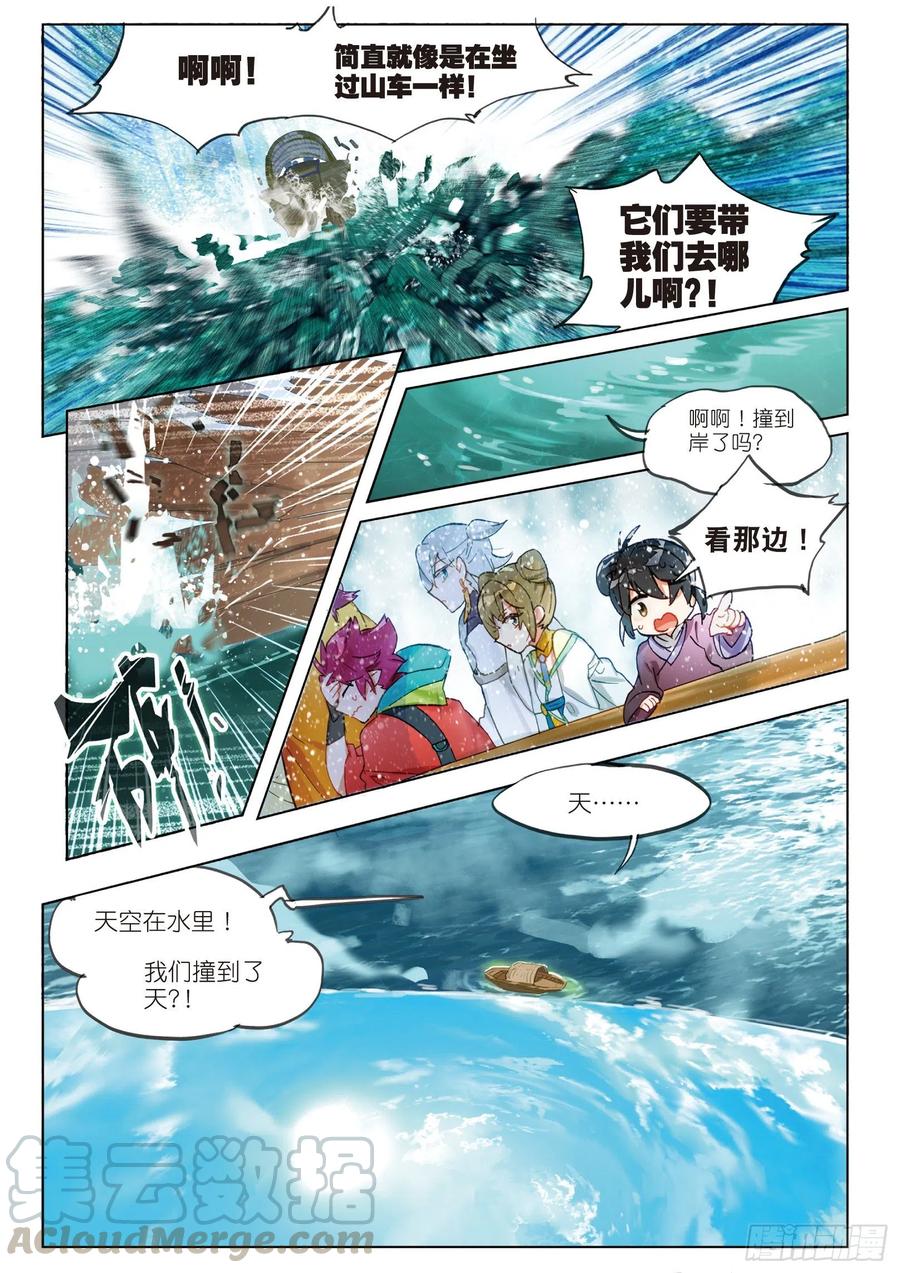 啊啊！
简直就像是在坐
过山车一样！
它们要带
我们去哪
儿啊？！
啊啊！撞到
岸了吗？
看那边！
天……
天空在水里！
我们撞到了
天？！
集云数据
ACloudMerge.com
腾讯动漫